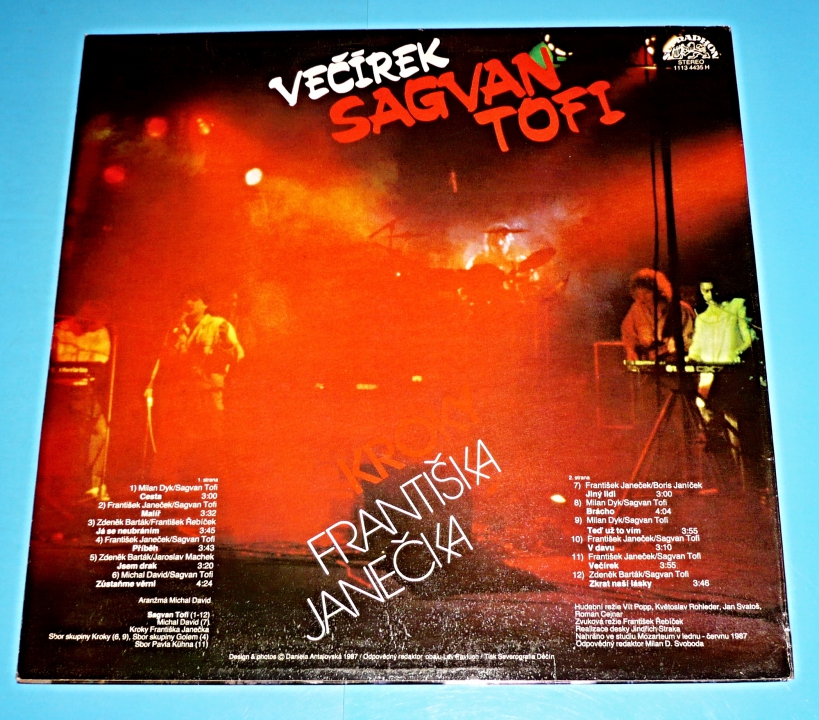 VEČÍREK
SAGVAN
TOFI
SUPRAPHON
STEREO
1113 4435 H
KROKY
FRANTIŠKA
JANEČKA
1. strana
1) Milan Dyk/Sagvan Tofi
Cesta 3:00
2) František Janeček/Sagvan Tofi
Malíř 3:32
3) Zdeněk Barták/František Řebíček
Já se neubráním 3:45
4) František Janeček/Sagvan Tofi
Příběh 3:43
5) Zdeněk Barták/Jaroslav Machek
Jsem drak 3:20
6) Michal David/Sagvan Tofi
Zůstaňme věrni 4:24
Aranžmá Michal David
Sagvan Tofi (1-12)
Michal David (7)
Kroky Františka Janečka
Sbor skupiny Kroky (6, 9), Sbor skupiny Golem (4)
Sbor Pavla Kühna (11)
2. strana
7) František Janeček/Boris Janíček
Jiný lidi 3:00
8) Milan Dyk/Sagvan Tofi
Brácho 4:04
9) Milan Dyk/Sagvan Tofi
Teď už to vím 3:55
10) František Janeček/Sagvan Tofi
V davu 3:10
11) František Janeček/Sagvan Tofi
Večírek 3:55
12) Zdeněk Barták/Sagvan Tofi
Zkrat naší lásky 3:46
Hudební režie Vít Popp, Květoslav Rohleder, Jan Svatoš,
Roman Cejnar
Zvuková režie František Řebíček
Realizace desky Jindřich Straka
Nahráno ve studiu Mozarteum v lednu - červnu 1987
Odpovědný redaktor Milan D. Svoboda
Design & photos © Daniela 1987 / Odpovědný redaktor obalu / Tisk Severografia Děčín